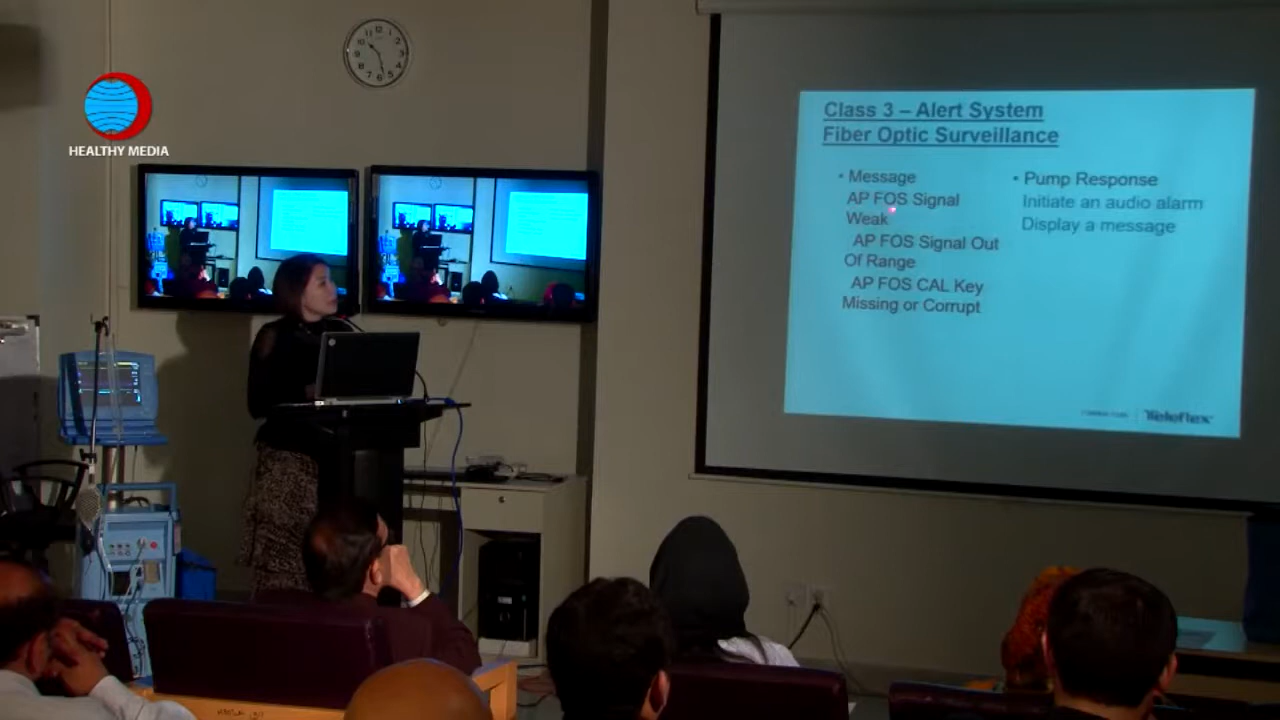 HEALTHY MEDIA
Class 3 – Alert System
Fiber Optic Surveillance
• Message
AP FOS Signal
Weak
AP FOS Signal Out
Of Range
AP FOS CAL Key
Missing or Corrupt
• Pump Response
Initiate an audio alarm
Display a message
Teleflex